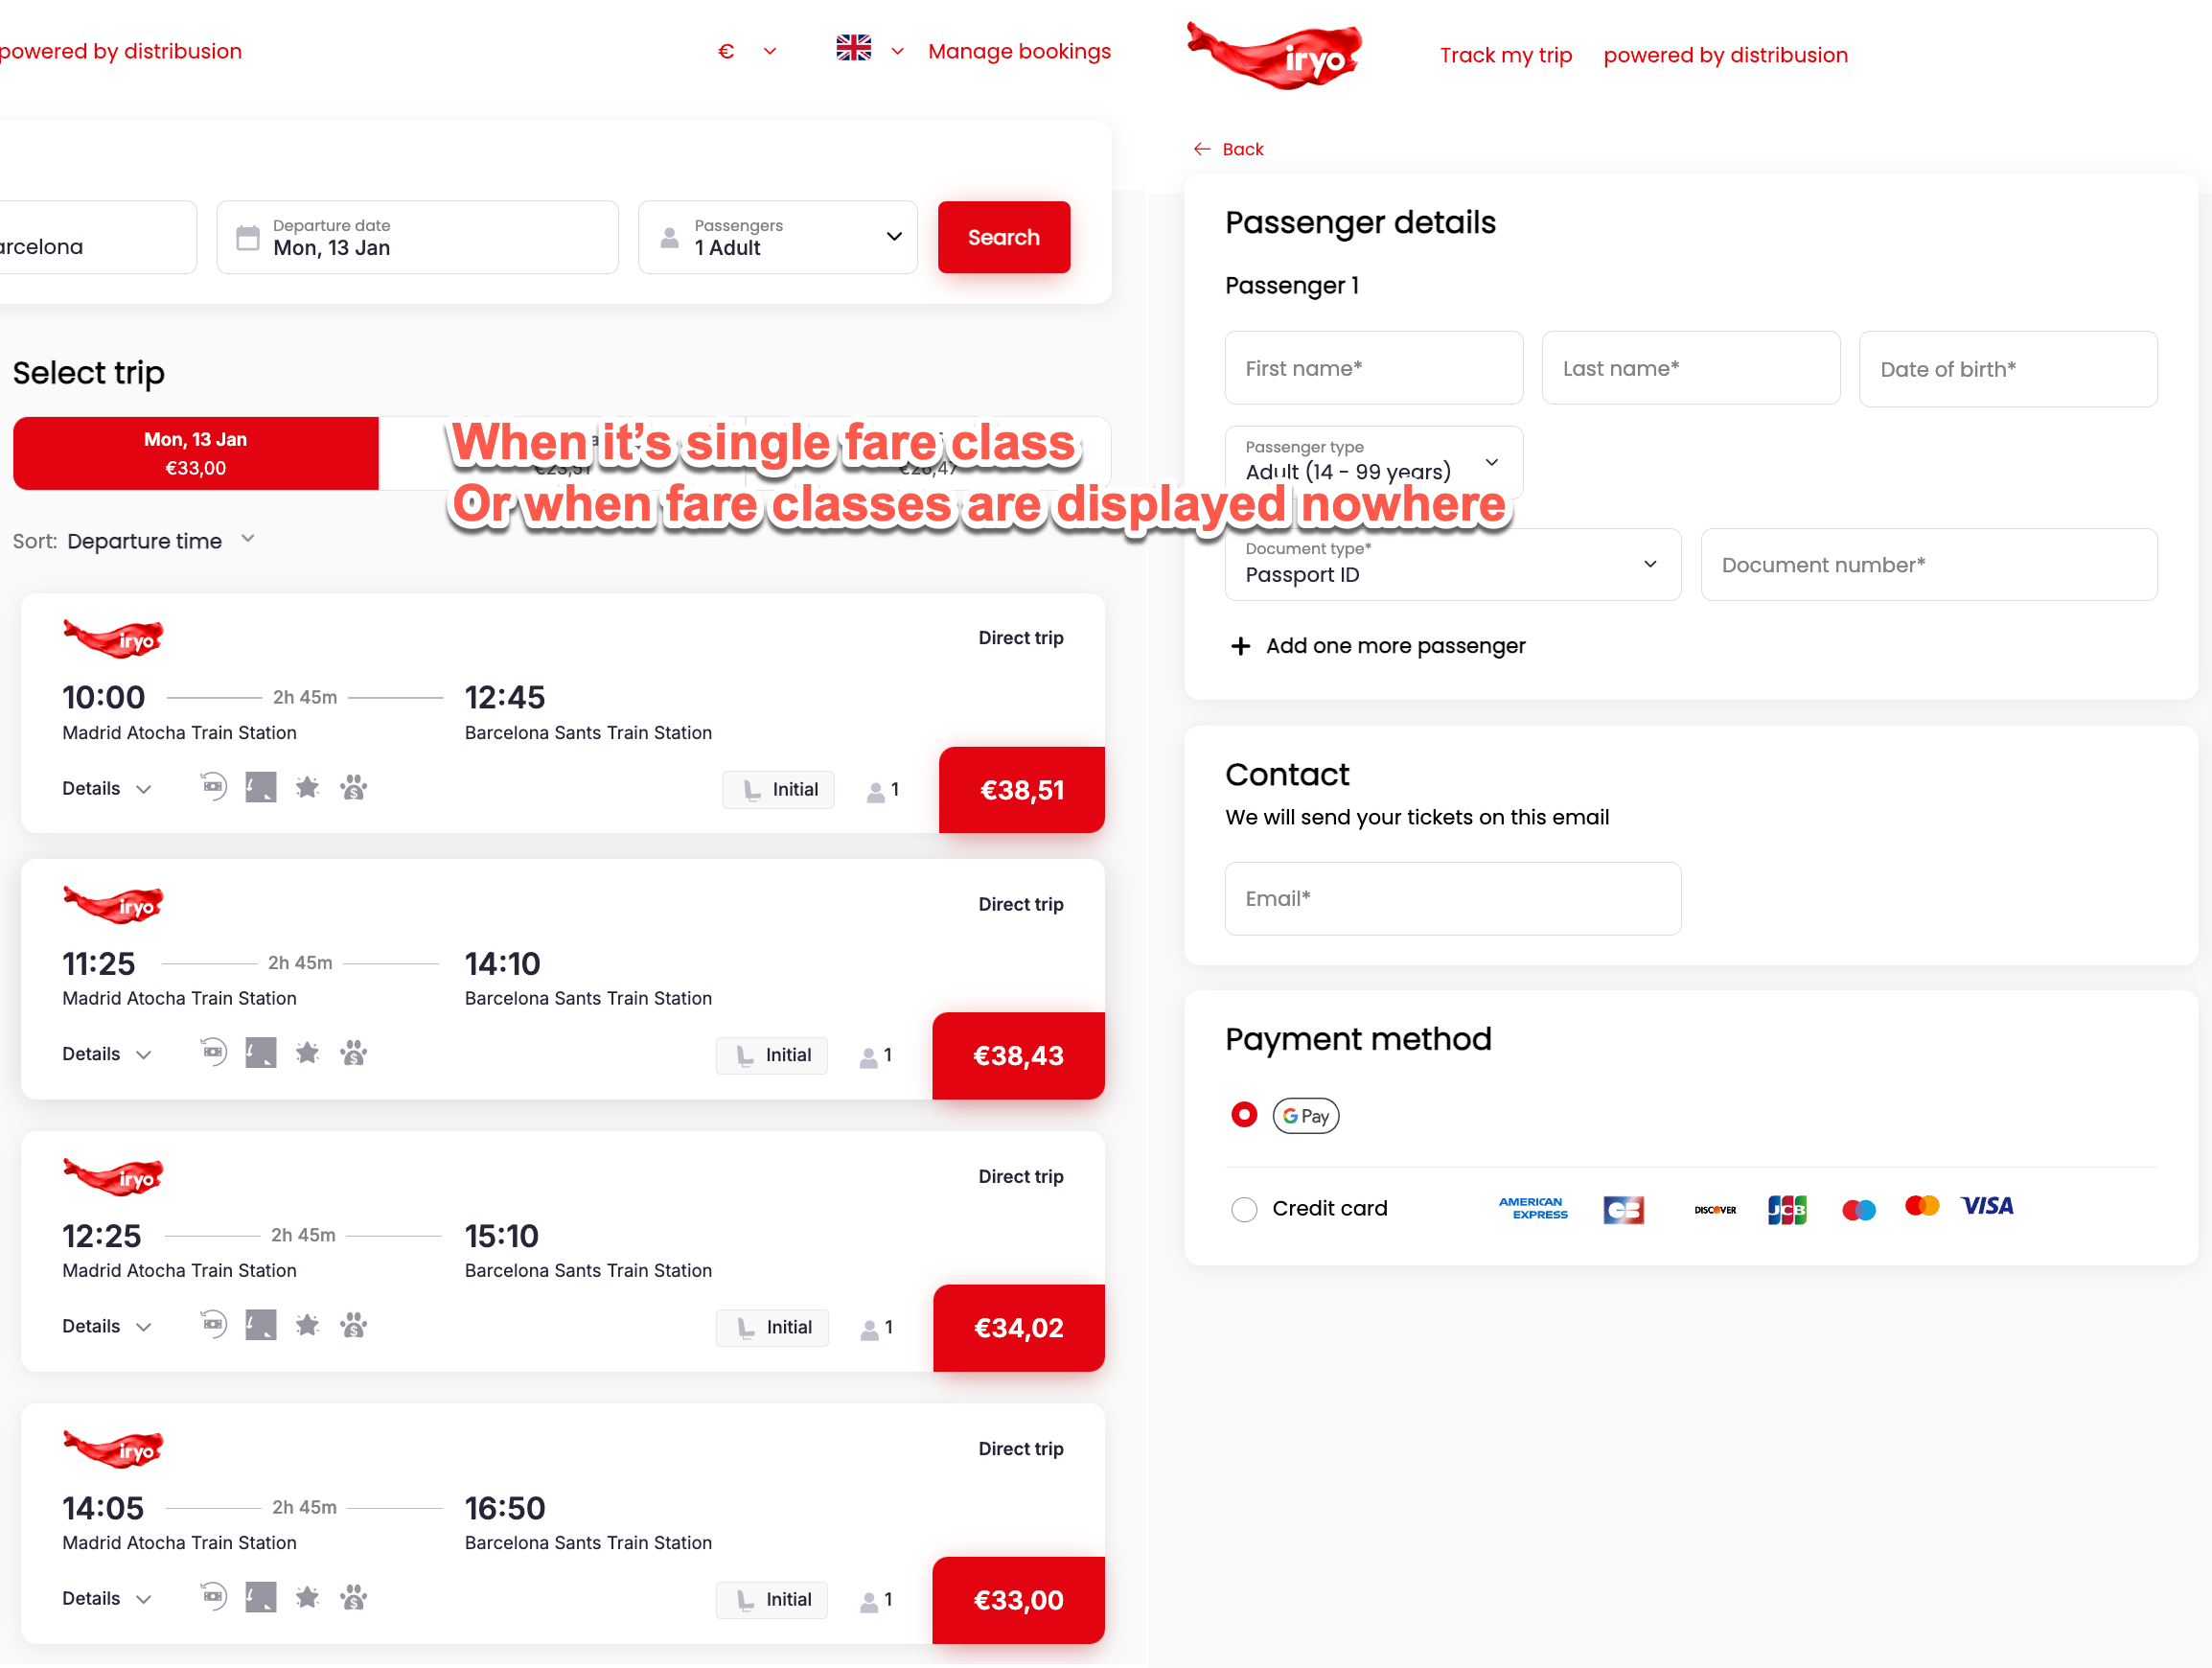 powered by distribusion
€
Manage bookings
arcelona
Departure date
Mon, 13 Jan
Passengers
1 Adult
Search
Select trip
Mon, 13 Jan
€33,00
When it's single fare class
Or when fare classes are displayed nowhere
Sort: Departure time
iryo
Direct trip
10:00 2h 45m 12:45
Madrid Atocha Train Station Barcelona Sants Train Station
Details Initial 1 €38,51
iryo
Direct trip
11:25 2h 45m 14:10
Madrid Atocha Train Station Barcelona Sants Train Station
Details Initial 1 €38,43
iryo
Direct trip
12:25 2h 45m 15:10
Madrid Atocha Train Station Barcelona Sants Train Station
Details Initial 1 €34,02
iryo
Direct trip
14:05 2h 45m 16:50
Madrid Atocha Train Station Barcelona Sants Train Station
Details Initial 1 €33,00
iryo
Track my trip powered by distribusion
Back
Passenger details
Passenger 1
First name* Last name* Date of birth*
Passenger type
Adult (14 - 99 years)
Document type*
Passport ID
Document number*
Add one more passenger
Contact
We will send your tickets on this email
Email*
Payment method
G Pay
Credit card
AMERICAN
EXPRESS
CB
DISCOVER
JCB
VISA